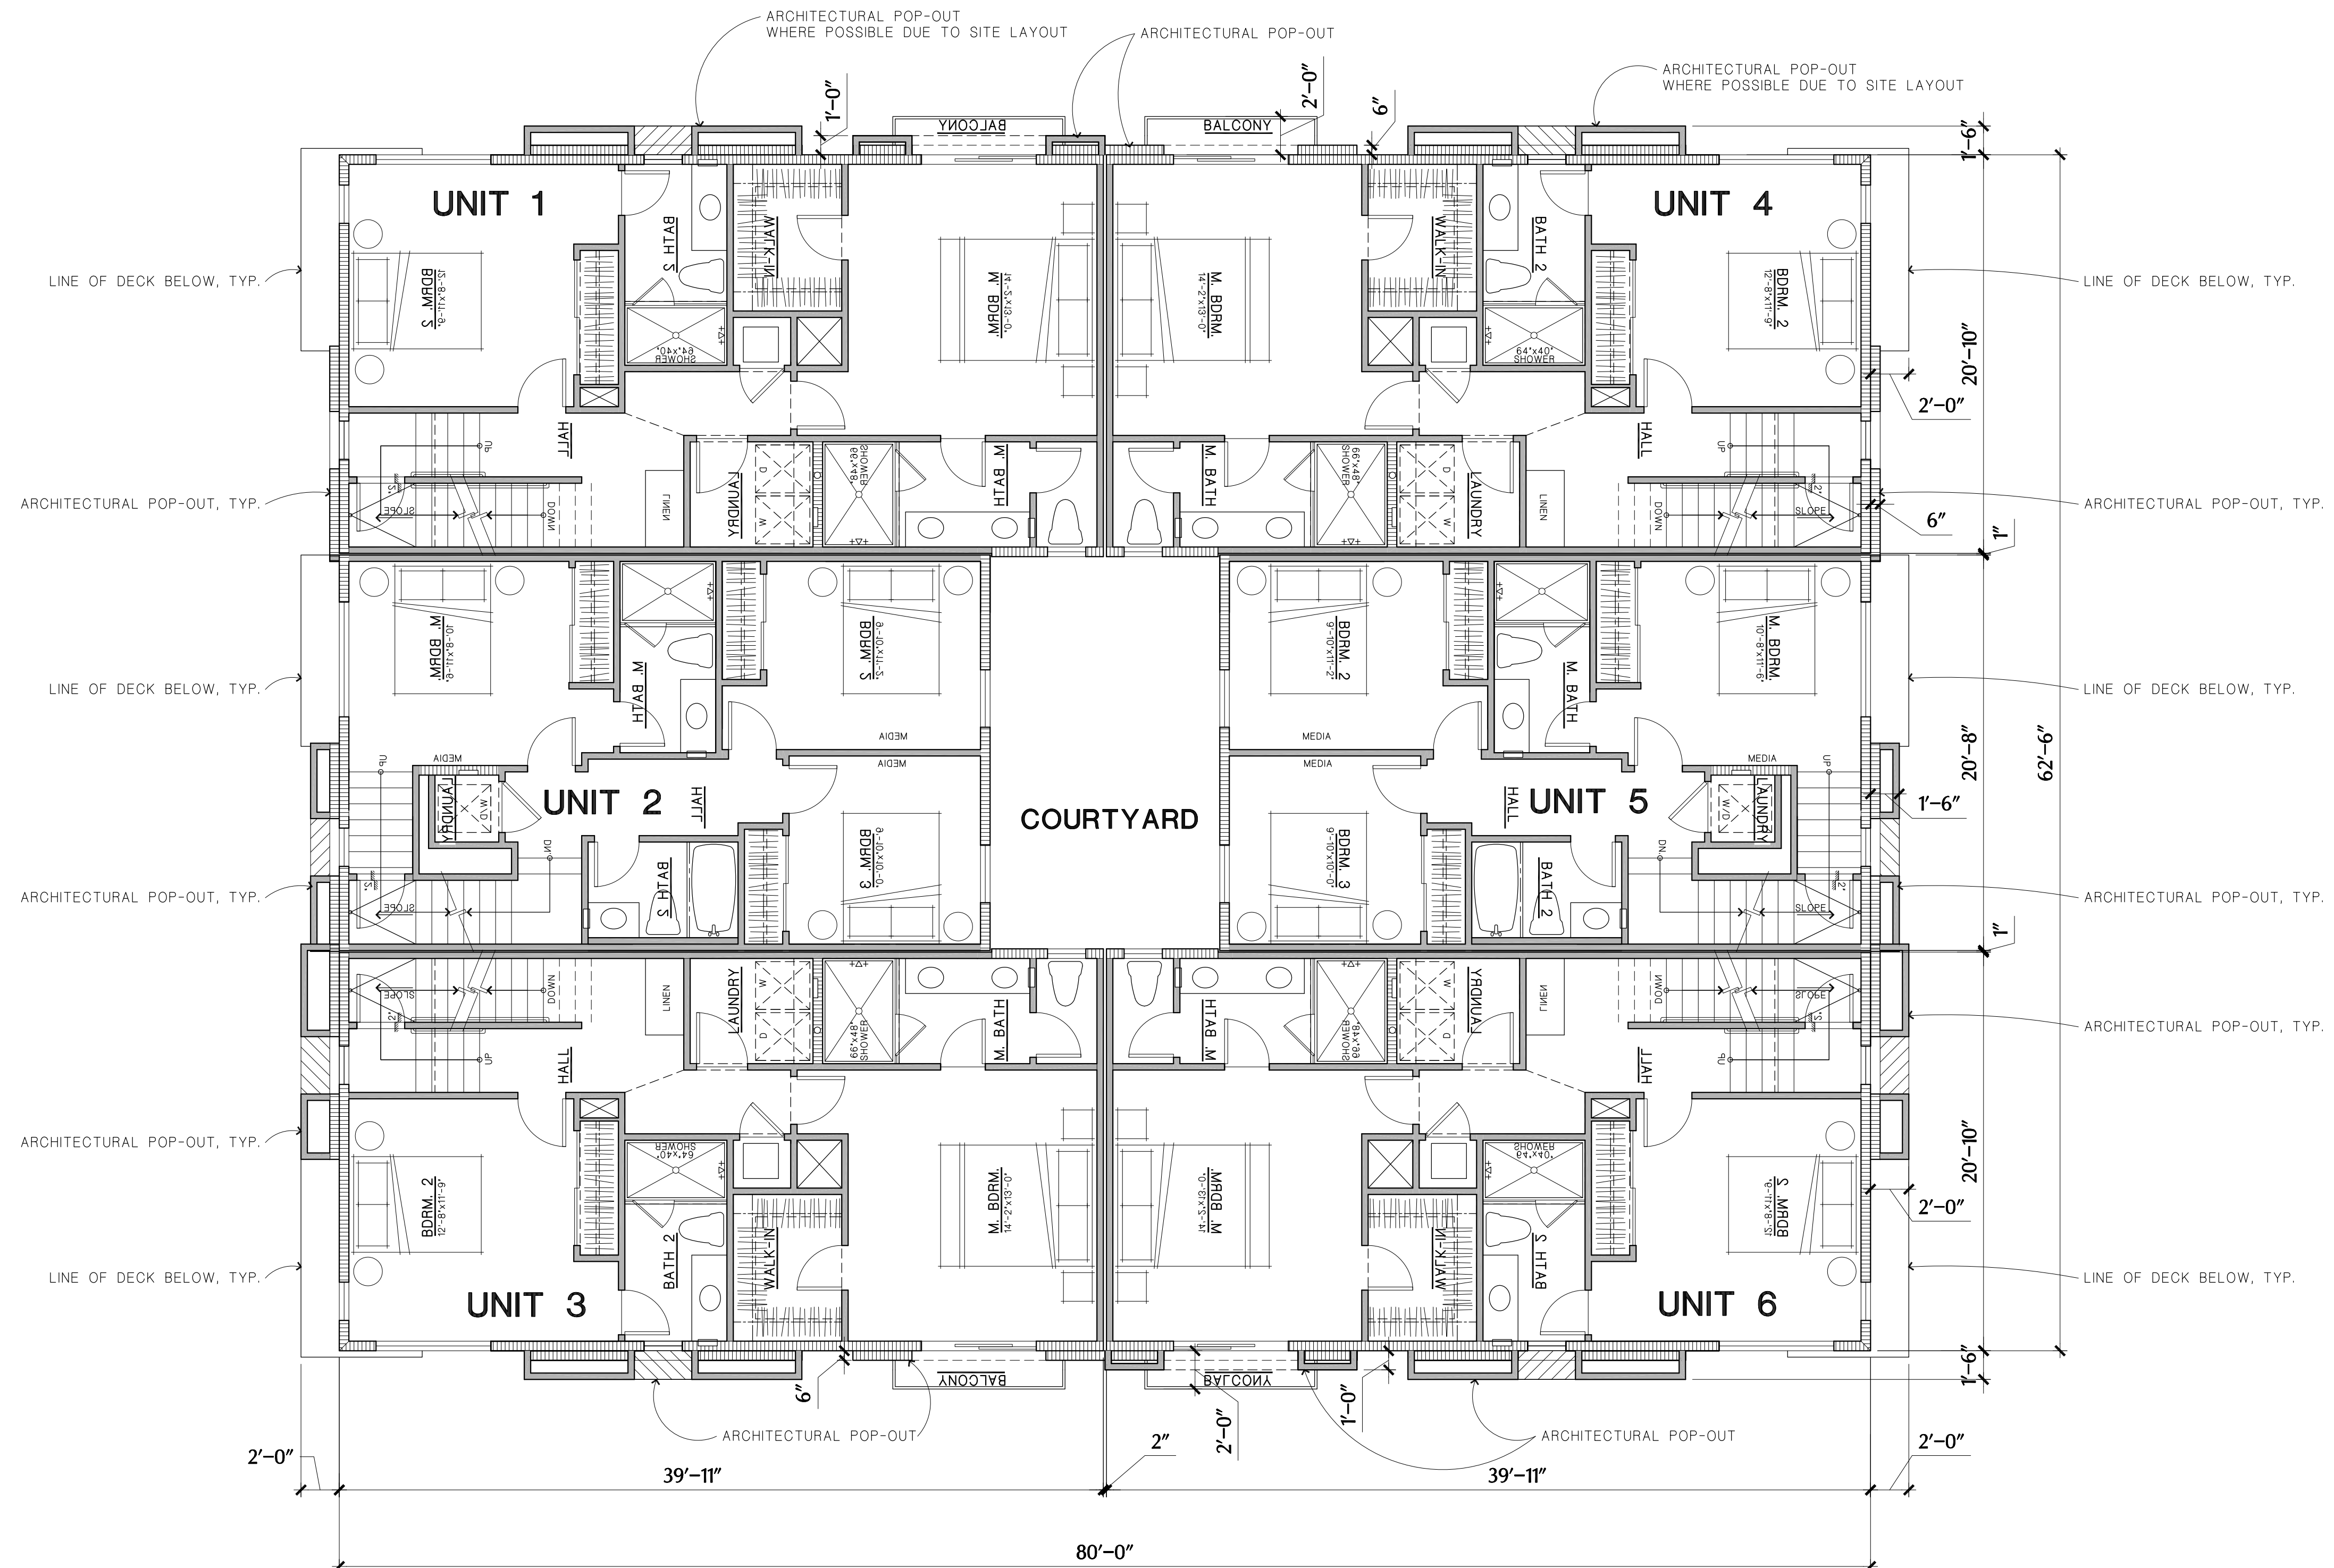 ARCHITECTURAL POP-OUT
WHERE POSSIBLE DUE TO SITE LAYOUT
ARCHITECTURAL POP-OUT
ARCHITECTURAL POP-OUT
WHERE POSSIBLE DUE TO SITE LAYOUT
1'-0"
2'-0"
6"
1'-6"
BALCONY
BALCONY
UNIT 1
UNIT 4
BATH 2
WALK-IN
WALK-IN
BATH 2
LINE OF DECK BELOW, TYP.
BDRM. 2
12'-8"x11'-9"
M. BDRM.
14'-2"x13'-0"
M. BDRM.
14'-2"x13'-0"
BDRM. 2
12'-8"x11'-9"
LINE OF DECK BELOW, TYP.
64"x40"
SHOWER
64"x40"
SHOWER
20'-10"
2'-0"
UP
HALL
HALL
UP
ARCHITECTURAL POP-OUT, TYP.
2"
SLOPE
DOWN
LINEN
LAUNDRY
D
W
66"x48"
SHOWER
M. BATH
M. BATH
66"x48"
SHOWER
D
W
LAUNDRY
LINEN
DOWN
2"
SLOPE
ARCHITECTURAL POP-OUT, TYP.
6"
1"
LINE OF DECK BELOW, TYP.
M. BDRM.
10'-8"x11'-6"
M. BATH
BDRM. 2
9'-10"x11'-2"
BDRM. 2
9'-10"x11'-2"
M. BATH
M. BDRM.
10'-8"x11'-6"
LINE OF DECK BELOW, TYP.
MEDIA
MEDIA
MEDIA
MEDIA
MEDIA
MEDIA
UP
LAUNDRY
W/D
UNIT 2
HALL
COURTYARD
HALL
UNIT 5
W/D
LAUNDRY
UP
20'-8"
62'-6"
1'-6"
DN.
BATH 2
BDRM. 3
9'-10"x10'-0"
BDRM. 3
9'-10"x10'-0"
BATH 2
DN.
ARCHITECTURAL POP-OUT, TYP.
2"
SLOPE
2"
SLOPE
ARCHITECTURAL POP-OUT, TYP.
1"
SLOPE
2"
DOWN
LINEN
LAUNDRY
W
D
66"x48"
SHOWER
M. BATH
M. BATH
66"x48"
SHOWER
W
D
LAUNDRY
LINEN
DOWN
SLOPE
2"
ARCHITECTURAL POP-OUT, TYP.
UP
HALL
HALL
UP
ARCHITECTURAL POP-OUT, TYP.
SHOWER
64"x40"
SHOWER
64"x40"
20'-10"
BDRM. 2
12'-8"x11'-9"
M. BDRM.
14'-2"x13'-0"
M. BDRM.
14'-2"x13'-0"
BDRM. 2
12'-8"x11'-9"
2'-0"
BATH 2
WALK-IN
WALK-IN
BATH 2
LINE OF DECK BELOW, TYP.
LINE OF DECK BELOW, TYP.
UNIT 3
UNIT 6
BALCONY
BALCONY
1'-6"
6"
2'-0"
1'-0"
ARCHITECTURAL POP-OUT
ARCHITECTURAL POP-OUT
2'-0"
39'-11"
2"
39'-11"
2'-0"
80'-0"